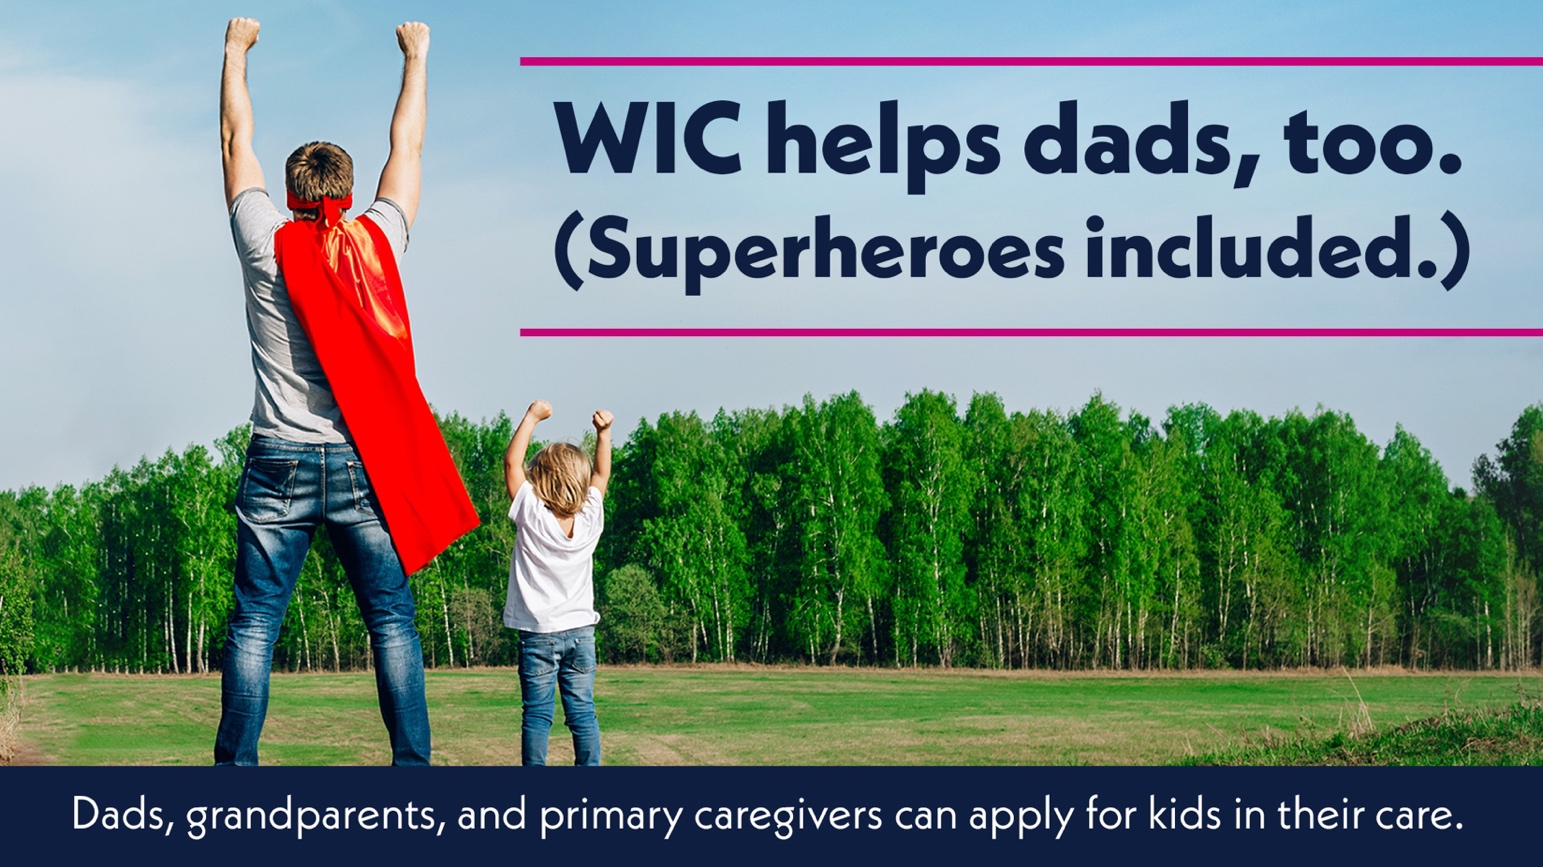 WIC helps dads, too.
(Superheroes included.)
Dads, grandparents, and primary caregivers can apply for kids in their care.